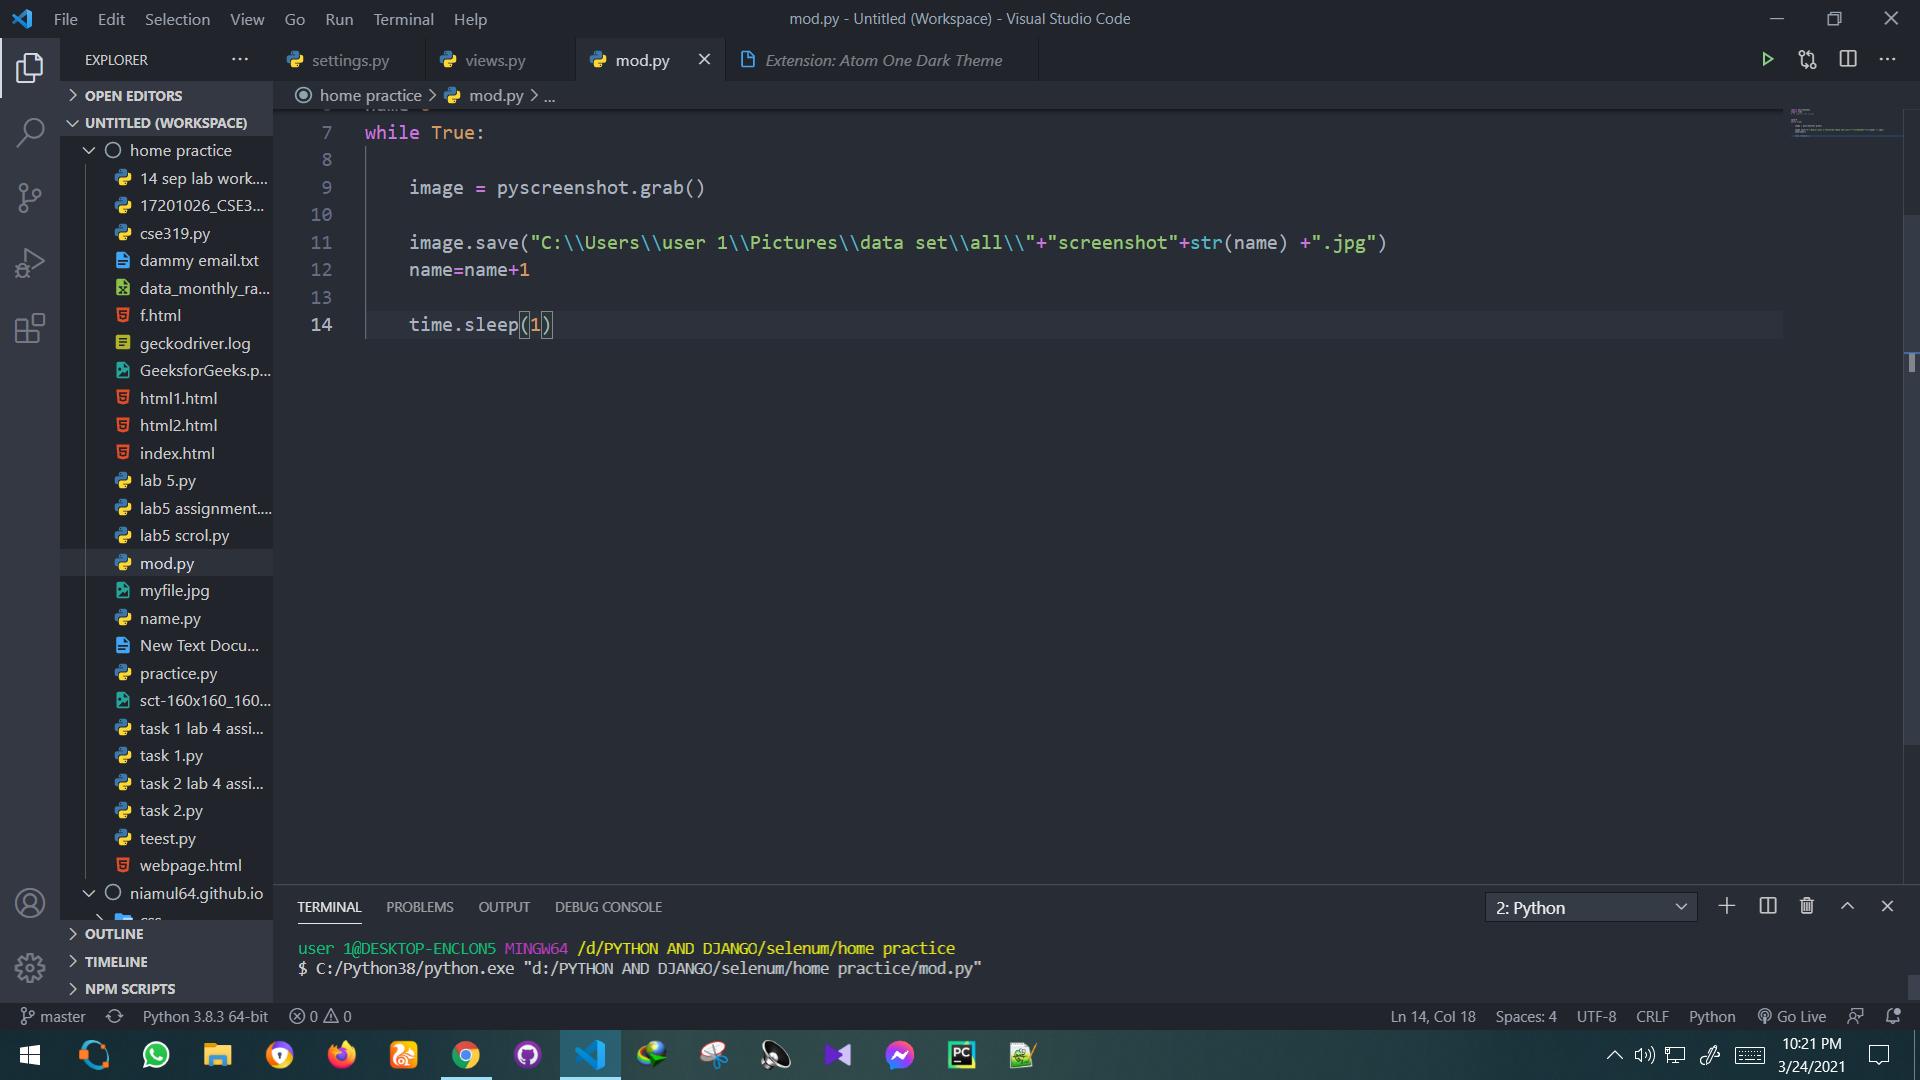 File Edit Selection View Go Run Terminal Help
mod.py - Untitled (Workspace) - Visual Studio Code
EXPLORER
settings.py
views.py
mod.py
Extension: Atom One Dark Theme
home practice > mod.py > ...
OPEN EDITORS
UNTITLED (WORKSPACE)
home practice
14 sep lab work....
17201026_CSE3...
cse319.py
dammy email.txt
data_monthly_ra...
f.html
geckodriver.log
GeeksforGeeks.p...
html1.html
html2.html
index.html
lab 5.py
lab5 assignment....
lab5 scrol.py
mod.py
myfile.jpg
name.py
New Text Docu...
practice.py
sct-160x160_160...
task 1 lab 4 assi...
task 1.py
task 2 lab 4 assi...
task 2.py
teest.py
webpage.html
niamul64.github.io
OUTLINE
TIMELINE
NPM SCRIPTS
7 while True:
8
9 image = pyscreenshot.grab()
10
11 image.save("C:\\Users\\user 1\\Pictures\\data set\\all\\"+"screenshot"+str(name) +".jpg")
12 name=name+1
13
14 time.sleep(1)
TERMINAL PROBLEMS OUTPUT DEBUG CONSOLE
2: Python
user 1@DESKTOP-ENCLON5 MINGW64 /d/PYTHON AND DJANGO/selenum/home practice
$ C:/Python38/python.exe "d:/PYTHON AND DJANGO/selenum/home practice/mod.py"
master Python 3.8.3 64-bit 0 0
Ln 14, Col 18 Spaces: 4 UTF-8 CRLF Python Go Live
10:21 PM
3/24/2021